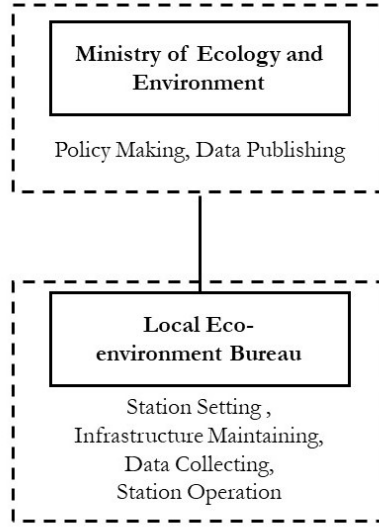 Ministry of Ecology and
Environment
Policy Making, Data Publishing
Local Eco-
environment Bureau
Station Setting ,
Infrastructure Maintaining,
Data Collecting,
Station Operation